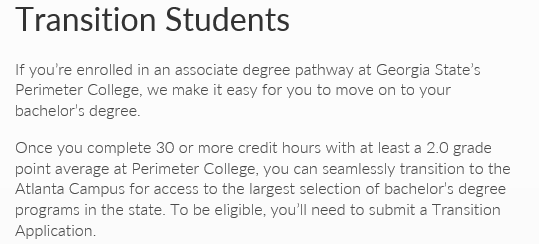 Transition Students
If you're enrolled in an associate degree pathway at Georgia State's
Perimeter College, we make it easy for you to move on to your
bachelor's degree.
Once you complete 30 or more credit hours with at least a 2.0 grade
point average at Perimeter College, you can seamlessly transition to the
Atlanta Campus for access to the largest selection of bachelor's degree
programs in the state. To be eligible, you'll need to submit a Transition
Application.